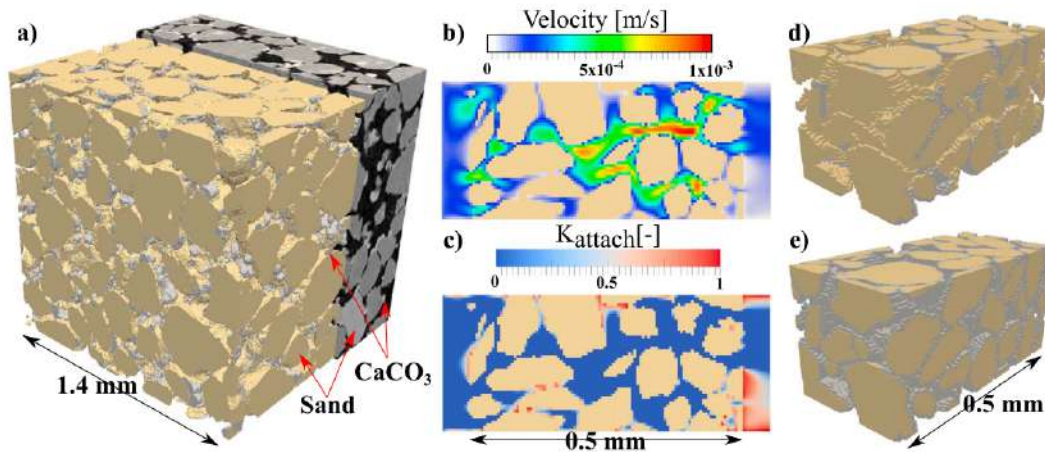 a)
1.4 mm
Sand
CaCO3
b)
Velocity [m/s]
0
5x10-4
1x10-3
c)
Kattach[-]
0
0.5
1
0.5 mm
d)
e)
0.5 mm